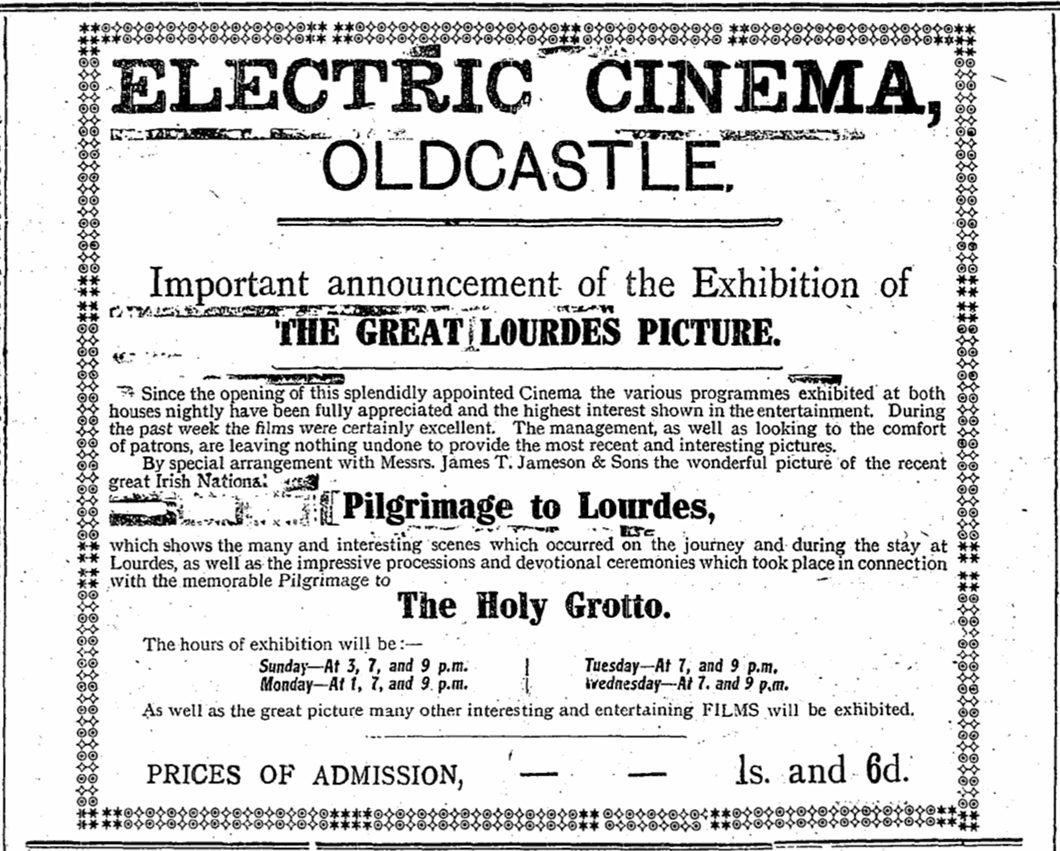 ELECTRIC CINEMA,
OLDCASTLE.
Important announcement of the Exhibition of
THE GREAT LOURDES PICTURE.
Since the opening of this splendidly appointed Cinema the various programmes exhibited at both
houses nightly have been fully appreciated and the highest interest shown in the entertainment. During
the past week the films were certainly excellent. The management, as well as looking to the comfort
of patrons, are leaving nothing undone to provide the most recent and interesting pictures.
By special arrangement with Messrs. James T. Jameson & Sons the wonderful picture of the recent
great Irish National
Pilgrimage to Lourdes,
which shows the many and interesting scenes which occurred on the journey and during the stay at
Lourdes, as well as the impressive processions and devotional ceremonies which took place in connection
with the memorable Pilgrimage to
The Holy Grotto.
The hours of exhibition will be :—
Sunday—At 3, 7, and 9 p.m. Tuesday—At 7, and 9 p.m.
Monday—At 1, 7, and 9 p.m. Wednesday—At 7. and 9 p.m.
As well as the great picture many other interesting and entertaining FILMS will be exhibited.
PRICES OF ADMISSION, — — 1s. and 6d.